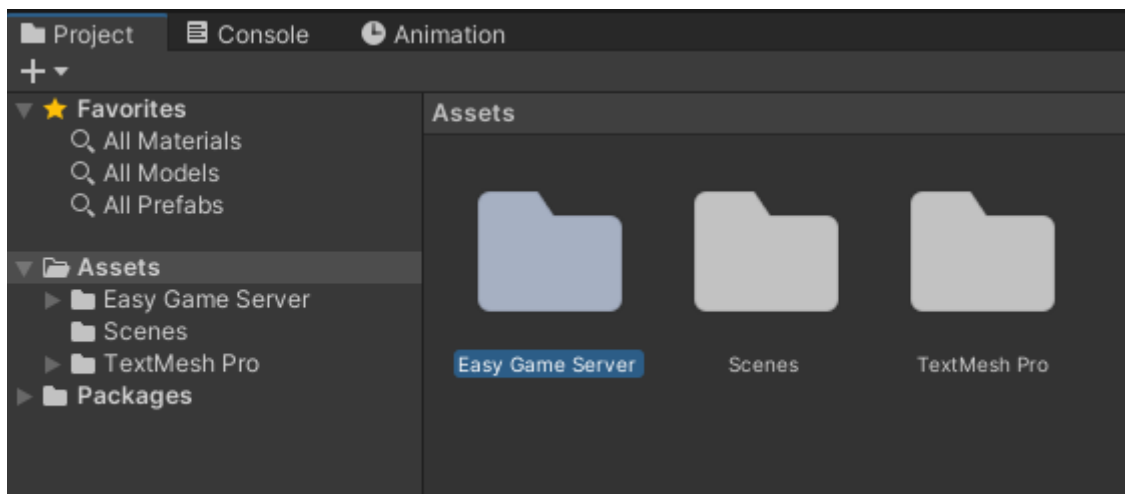 Project Console Animation
Favorites
All Materials
All Models
All Prefabs
Assets
Easy Game Server
Scenes
TextMesh Pro
Packages
Assets
Easy Game Server Scenes TextMesh Pro